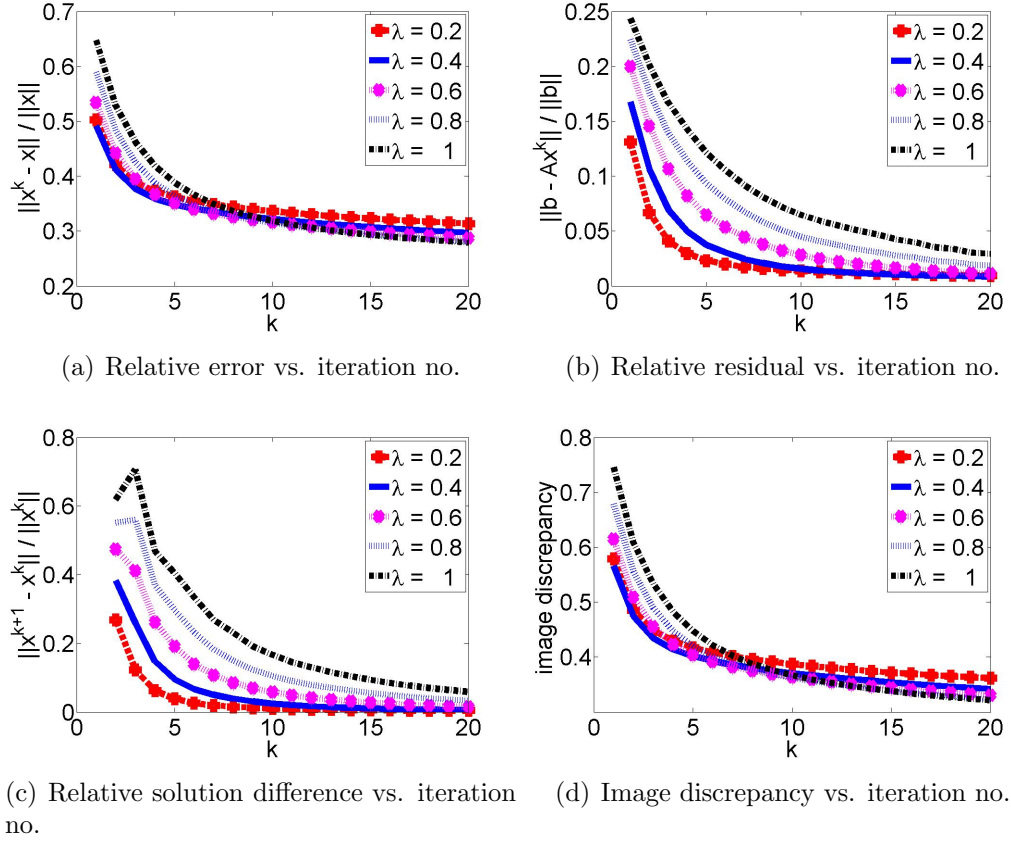 0.7
0.6
0.5
0.4
0.3
0.2
0 5 10 15 20
k
||x^k - x|| / ||x||
λ = 0.2
λ = 0.4
λ = 0.6
λ = 0.8
λ = 1
(a) Relative error vs. iteration no.
0.25
0.2
0.15
0.1
0.05
0
0 5 10 15 20
k
||b - Ax^k|| / ||b||
λ = 0.2
λ = 0.4
λ = 0.6
λ = 0.8
λ = 1
(b) Relative residual vs. iteration no.
0.8
0.6
0.4
0.2
0
0 5 10 15 20
k
||x^{k+1} - x^k|| / ||x^k||
λ = 0.2
λ = 0.4
λ = 0.6
λ = 0.8
λ = 1
(c) Relative solution difference vs. iteration
no.
0.8
0.7
0.6
0.5
0.4
0 5 10 15 20
k
image discrepancy
λ = 0.2
λ = 0.4
λ = 0.6
λ = 0.8
λ = 1
(d) Image discrepancy vs. iteration no.